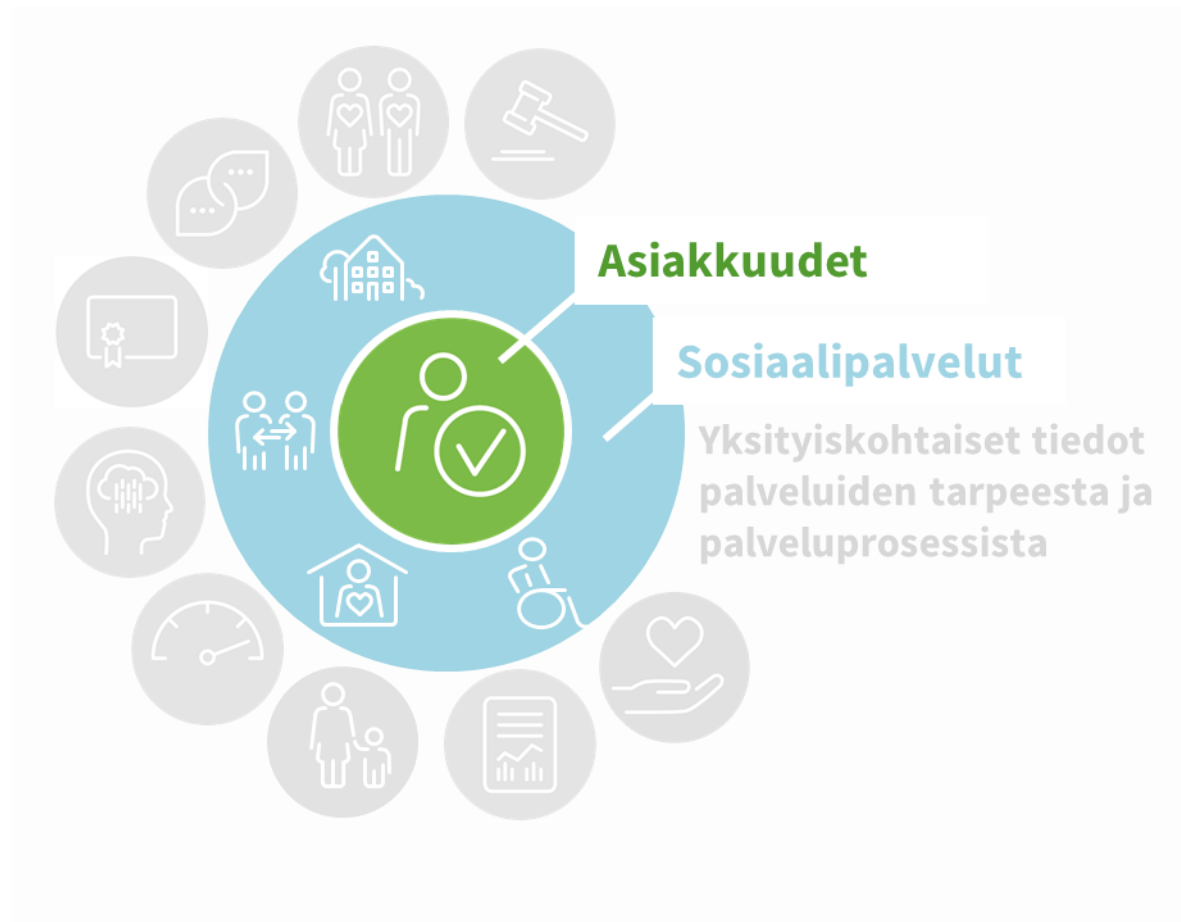 Asiakkuudet
Sosiaalipalvelut
Yksityiskohtaiset tiedot
palveluiden tarpeesta ja
palveluprosessista